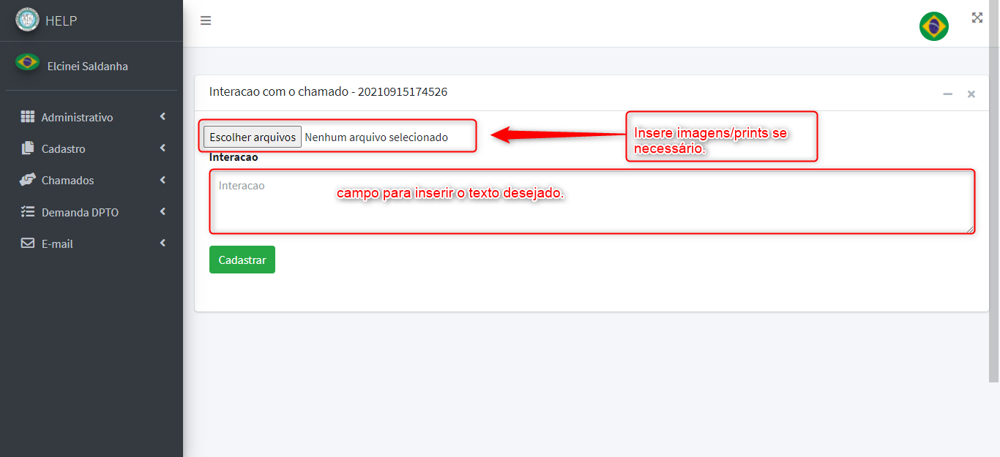 HELP
Elcinei Saldanha
Administrativo
Cadastro
Chamados
Demanda DPTO
E-mail
Interacao com o chamado - 20210915174526
Escolher arquivos Nenhum arquivo selecionado
Insere imagens/prints se
necessário.
Interacao
Interacao
campo para inserir o texto desejado.
Cadastrar